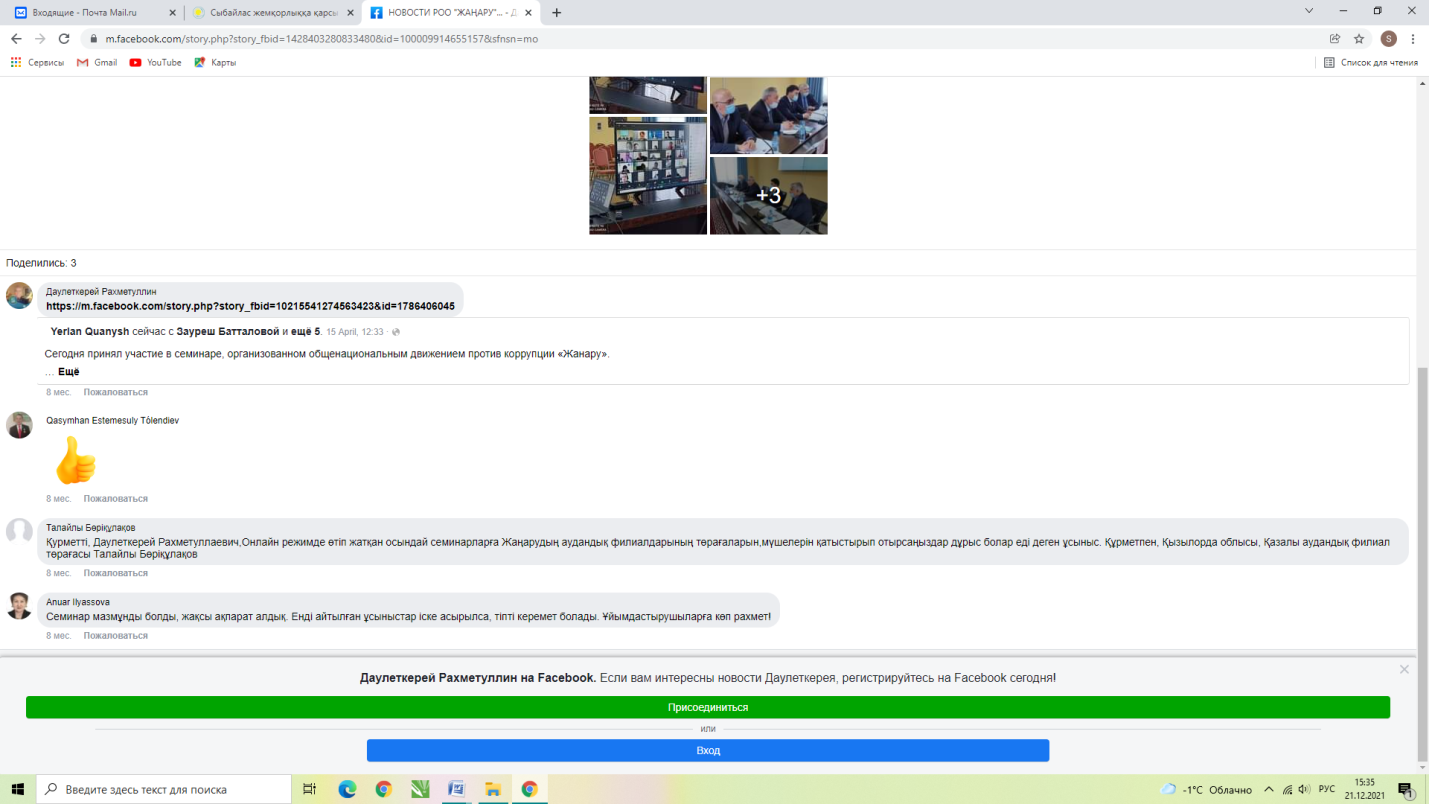 Входящие - Почта Mail.ru
Сыбайлас жемқорлыққа қарсы
НОВОСТИ РОО "ЖАҢАРУ"... - Д
m.facebook.com/story.php?story_fbid=1428403280833480&id=100009914655157&sfnsn=mo
S
Сервисы
Gmail
YouTube
Карты
Список для чтения
+3
Поделились: 3
Даулеткерей Рахметуллин
https://m.facebook.com/story.php?story_fbid=10215541274563423&id=1786406045
Yerlan Quanysh сейчас с Зауреш Батталовой и ещё 5. 15 April, 12:33 ·
Сегодня принял участие в семинаре, организованном общенациональным движением против коррупции «Жанару».
... Ещё
8 мес. Пожаловаться
Qasymhan Estemesuly Tólendiev
8 мес. Пожаловаться
Талайлы Бөріқұлақов
Қурметті, Даулеткерей Рахметуллаевич,Онлайн режимде өтіп жатқан осындай семинарларға Жаңарудың аудандық филиалдарының төрағаларын,мүшелерін қатыстырып отырсаңыздар дұрыс болар еді деген ұсыныс. Құрметпен, Қызылорда облысы, Қазалы аудандық филиал
төрағасы Талайлы Бөріқұлақов
8 мес. Пожаловаться
Anuar Ilyassova
Семинар мазмұнды болды, жақсы ақпарат алдық. Енді айтылған ұсыныстар іске асырылса, тіпті керемет болады. Ұйымдастырушыларға көп рахмет!
8 мес. Пожаловаться
Даулеткерей Рахметуллин на Facebook. Если вам интересны новости Даулеткерея, регистрируйтесь на Facebook сегодня!
Присоединиться
или
Вход
Введите здесь текст для поиска
-1°C Облачно
РУС
15:35
21.12.2021
1